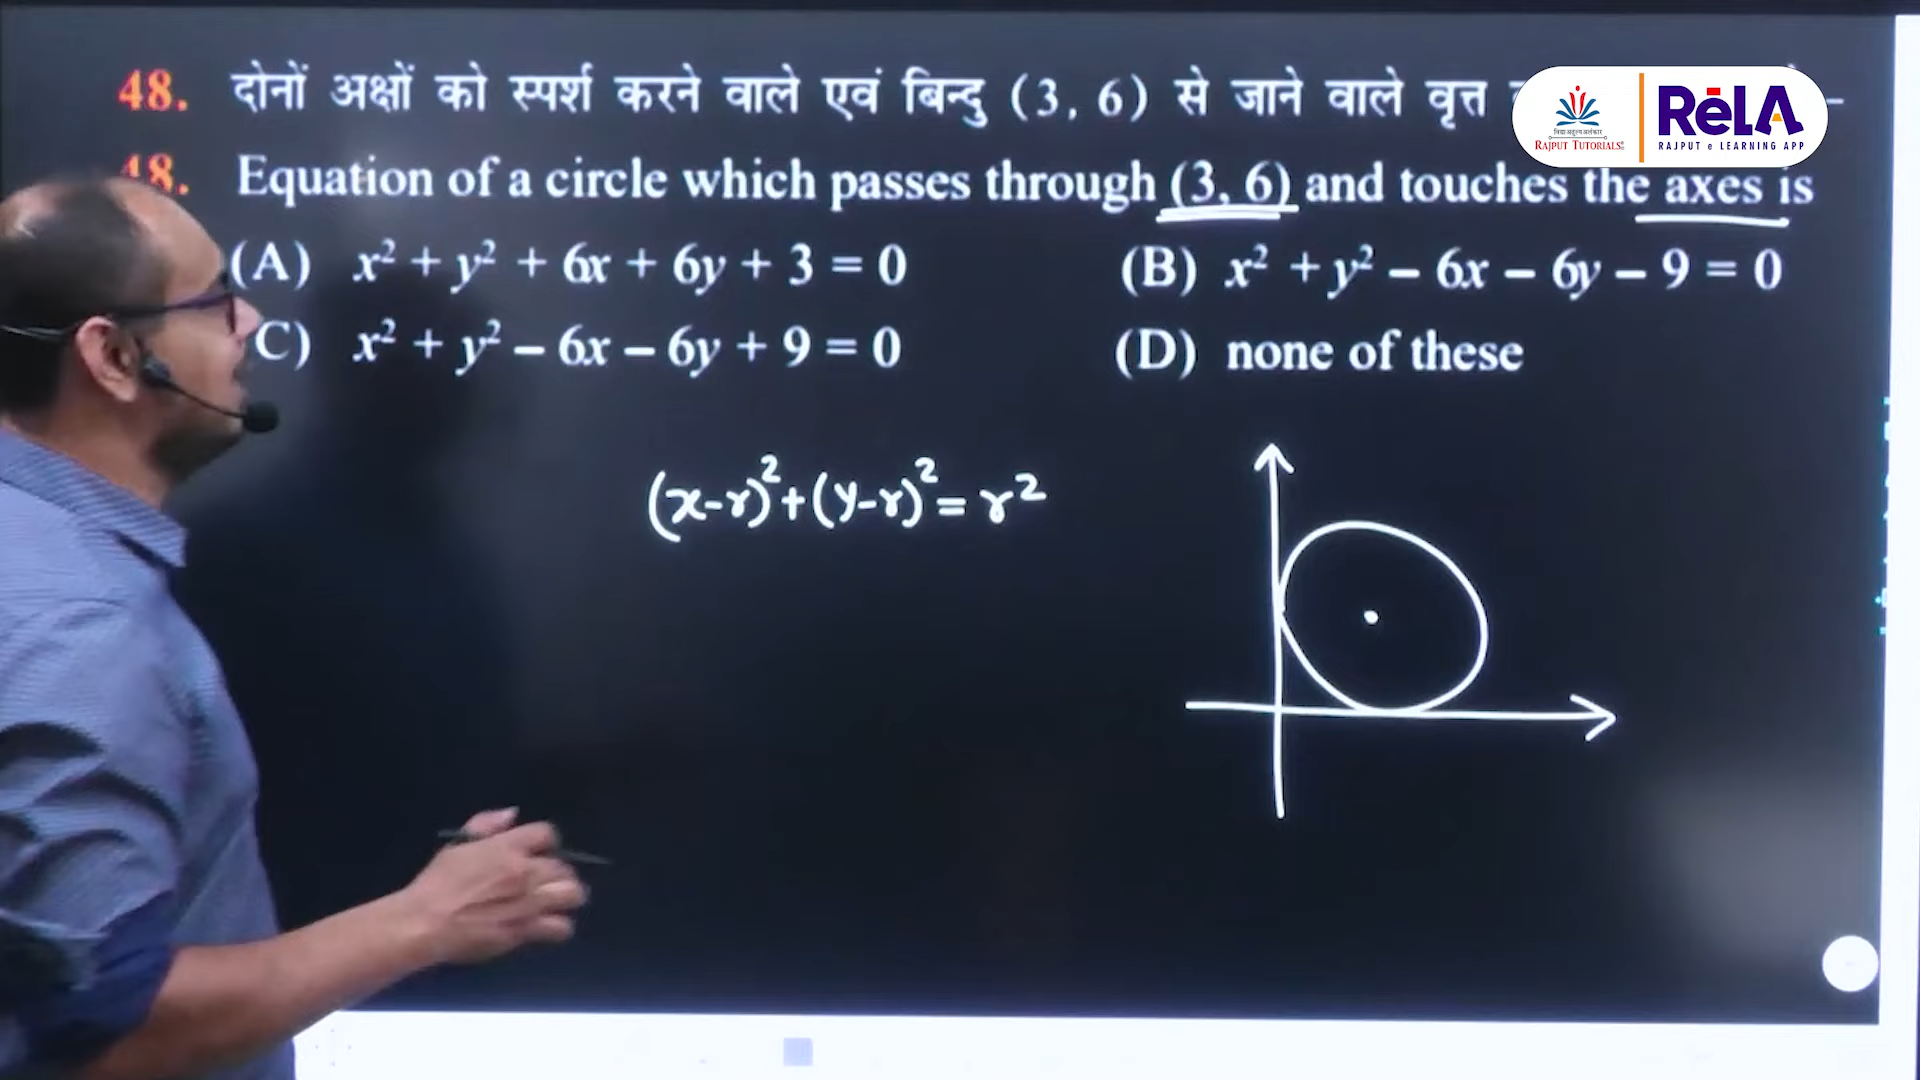 48. दोनों अक्षों को स्पर्श करने वाले एवं बिन्दु (3, 6) से जाने वाले वृत्त
48. Equation of a circle which passes through (3, 6) and touches the axes is
(A) x² + y² + 6x + 6y + 3 = 0 (B) x² + y² – 6x – 6y – 9 = 0
C) x² + y² – 6x – 6y + 9 = 0 (D) none of these
(x-r)²+(y-r)²= r²
RAJPUT TUTORIALS
RELA
RAJPUT e LEARNING APP